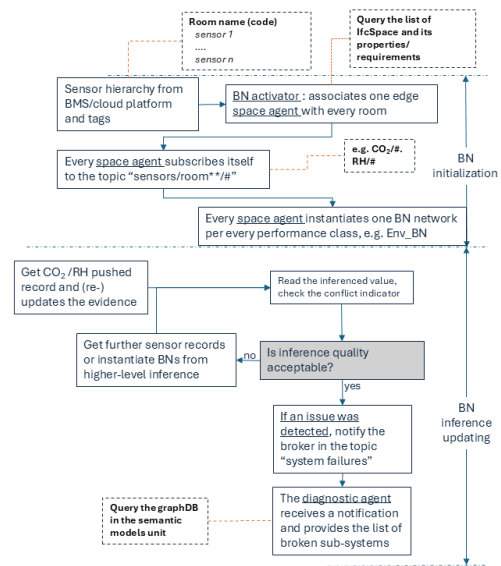 Room name (code)
sensor 1
....
sensor n
Query the list of
IfcSpace and its
properties/
requirements
Sensor hierarchy from
BMS/cloud platform
and tags
BN activator : associates one edge
space agent with every room
Every space agent subscribes itself
to the topic “sensors/room**/#”
e.g. CO2/#.
RH/#
BN
initialization
Every space agent instantiates one BN network
per every performance class, e.g. Env_BN
Get CO2 /RH pushed
record and (re-)
updates the evidence
Read the inferenced value,
check the conflict indicator
Get further sensor records
or instantiate BNs from
higher-level inference
no
Is inference quality
acceptable?
yes
BN
inference
updating
If an issue was
detected, notify the
broker in the topic
“system failures”
Query the graphDB
in the semantic
models unit
The diagnostic agent
receives a notification
and provides the list of
broken sub-systems